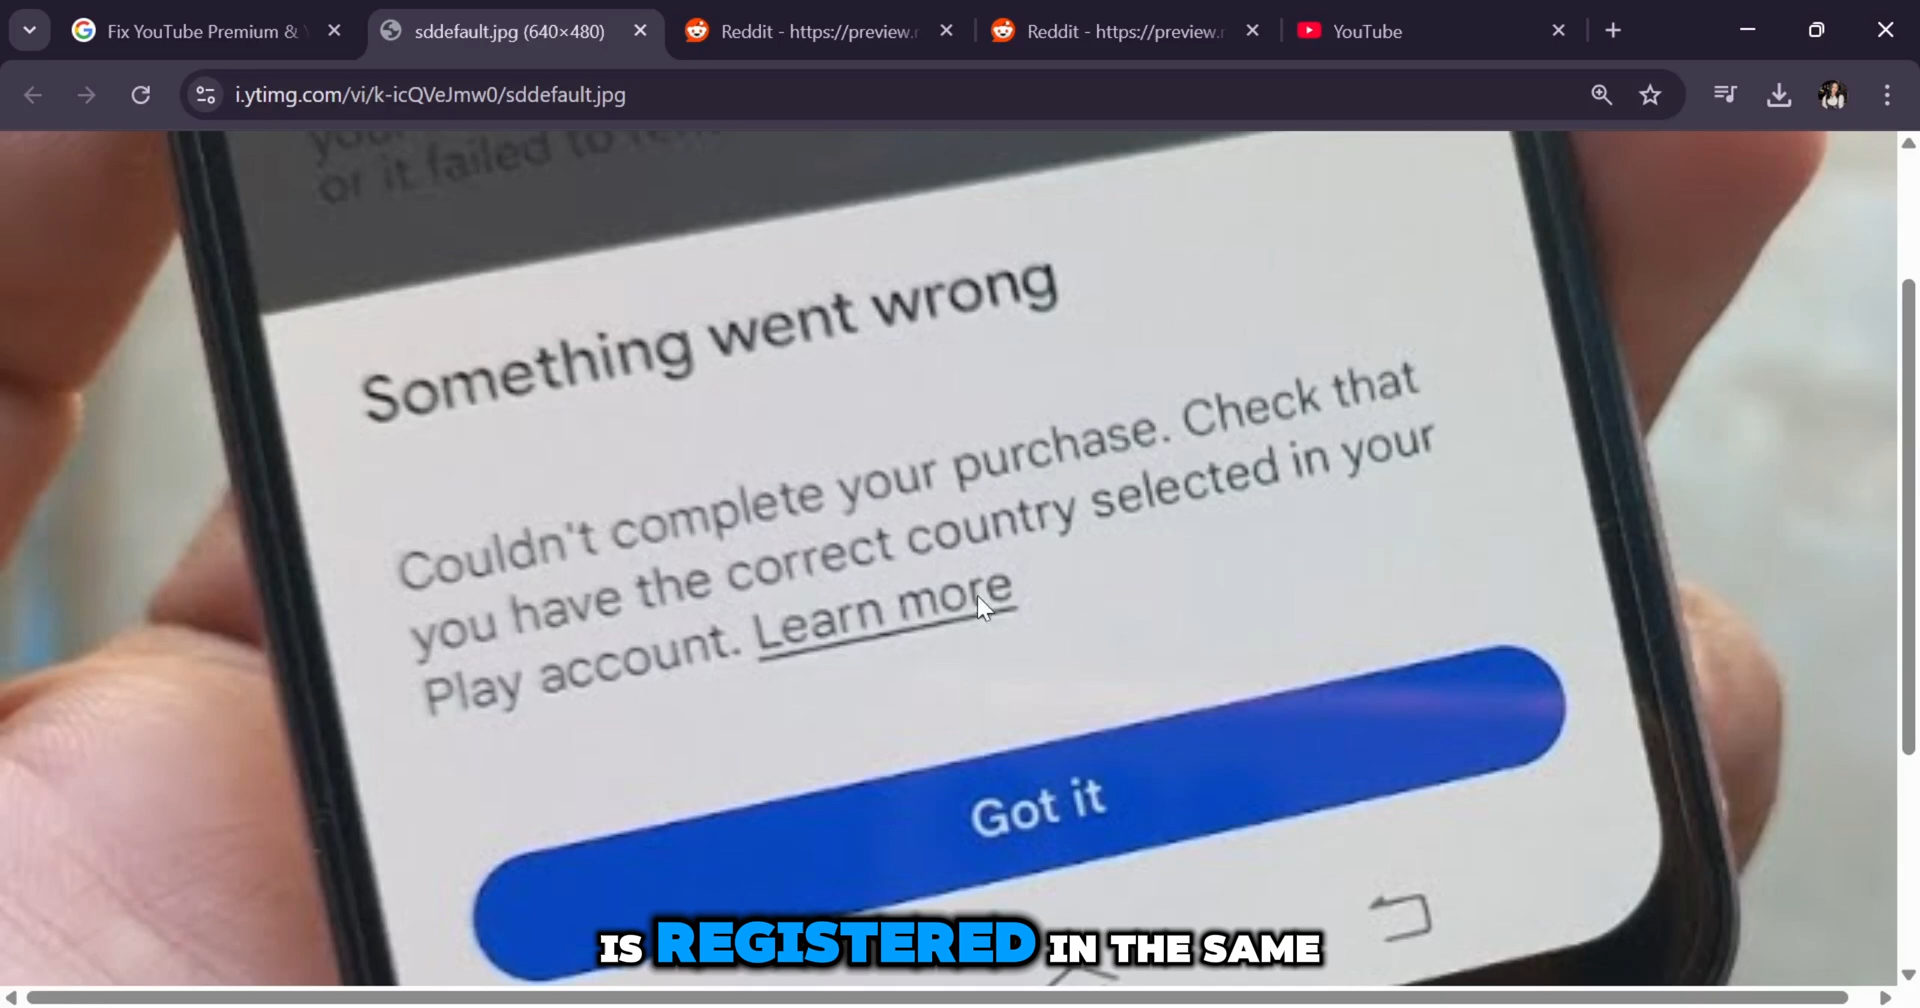 Fix YouTube Premium &
sddefault.jpg (640×480)
Reddit - https://preview.r
Reddit - https://preview.r
YouTube
i.ytimg.com/vi/k-icQVeJmw0/sddefault.jpg
or it failed to
Something went wrong
Couldn't complete your purchase. Check that
you have the correct country selected in your
Play account. Learn more
Got it
IS REGISTERED IN THE SAME